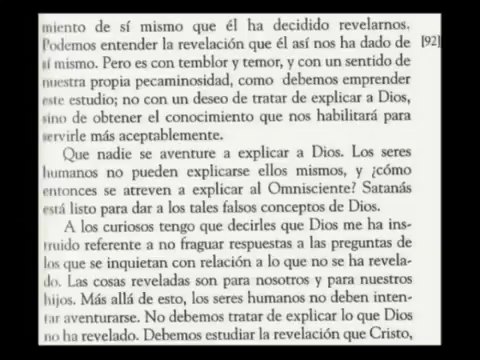 miento de sí mismo que él ha decidido revelarnos.
Podemos entender la revelación que él así nos ha dado de [92]
sí mismo. Pero es con temblor y temor, y con un sentido de
nuestra propia pecaminosidad, como debemos emprender
este estudio; no con un deseo de tratar de explicar a Dios,
sino de obtener el conocimiento que nos habilitará para
servirle más aceptablemente.
Que nadie se aventure a explicar a Dios. Los seres
humanos no pueden explicarse ellos mismos, y ¿cómo
entonces se atreven a explicar al Omnisciente? Satanás
está listo para dar a los tales falsos conceptos de Dios.
A los curiosos tengo que decirles que Dios me ha ins-
truido referente a no fraguar respuestas a las preguntas de
los que se inquietan con relación a lo que no se ha revela-
do. Las cosas reveladas son para nosotros y para nuestros
hijos. Más allá de esto, los seres humanos no deben inten-
tar aventurarse. No debemos tratar de explicar lo que Dios
no ha revelado. Debemos estudiar la revelación que Cristo,